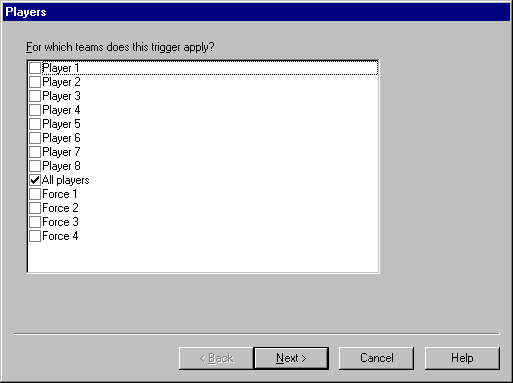 Players
For which teams does this trigger apply?
Player 1
Player 2
Player 3
Player 4
Player 5
Player 6
Player 7
Player 8
All players
Force 1
Force 2
Force 3
Force 4
< Back Next > Cancel Help